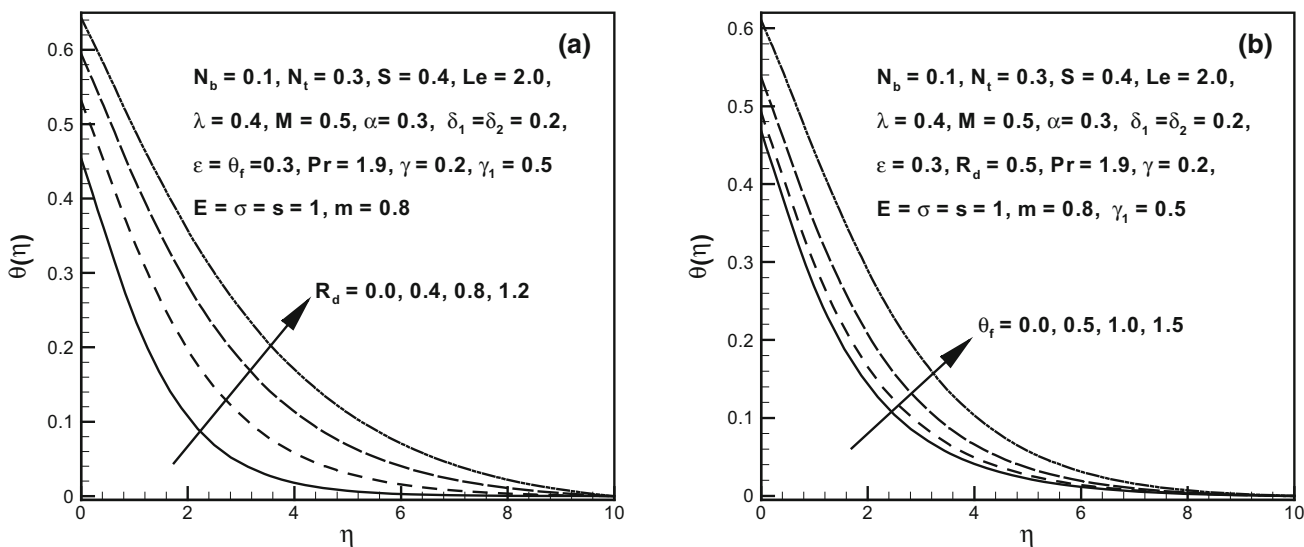 (a)
N_b = 0.1, N_t = 0.3, S = 0.4, Le = 2.0,
λ = 0.4, M = 0.5, α= 0.3, δ_1 =δ_2 = 0.2,
ε = θ_f =0.3, Pr = 1.9, γ = 0.2, γ_1 = 0.5
E = σ = s = 1, m = 0.8
R_d = 0.0, 0.4, 0.8, 1.2
θ(η)
0.6
0.5
0.4
0.3
0.2
0.1
0
0 2 4 6 8 10
η
(b)
N_b = 0.1, N_t = 0.3, S = 0.4, Le = 2.0,
λ = 0.4, M = 0.5, α= 0.3, δ_1 =δ_2 = 0.2,
ε = 0.3, R_d = 0.5, Pr = 1.9, γ = 0.2,
E = σ = s = 1, m = 0.8, γ_1 = 0.5
θ_f = 0.0, 0.5, 1.0, 1.5
θ(η)
0.6
0.5
0.4
0.3
0.2
0.1
0
0 2 4 6 8 10
η